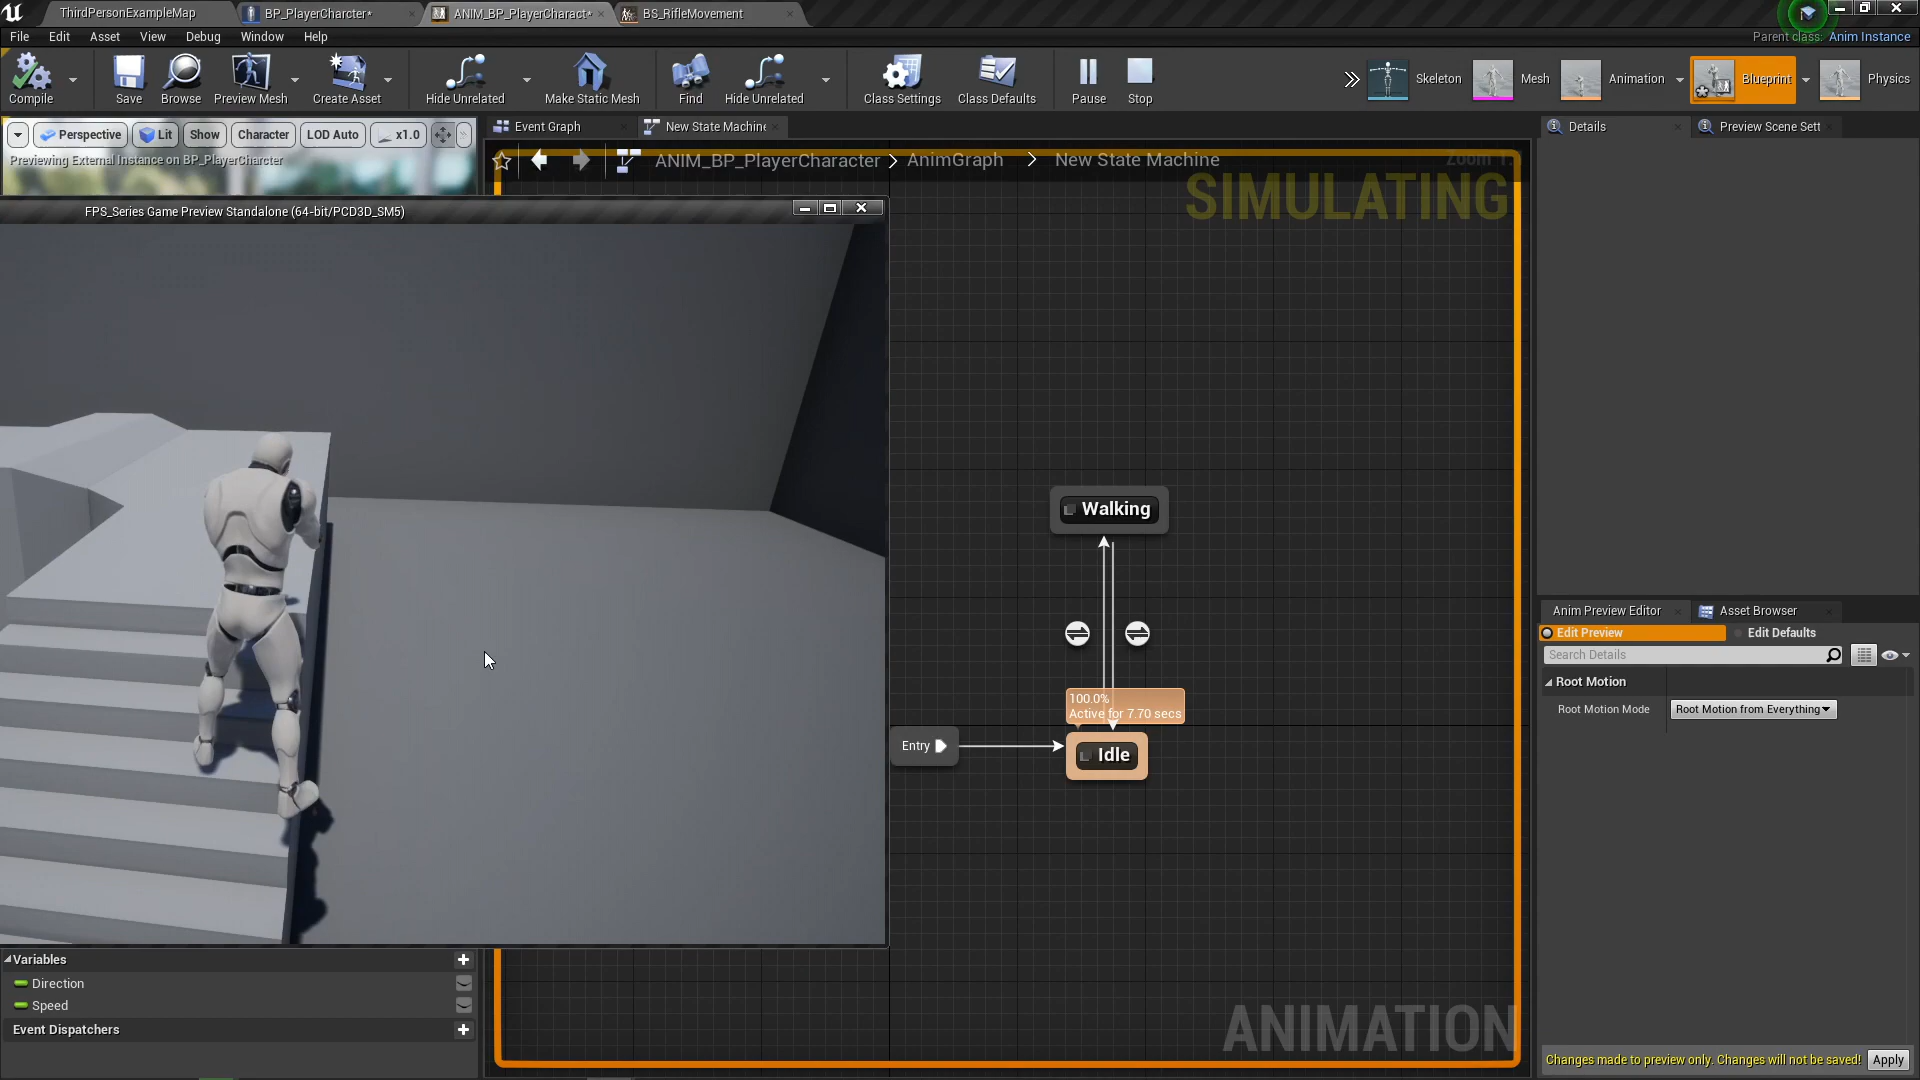 ThirdPersonExampleMap
BP_PlayerCharcter*
ANIM_BP_PlayerCharact*
BS_RifleMovement
File
Edit
Asset
View
Debug
Window
Help
Parent class: Anim Instance
Compile
Save
Browse
Preview Mesh
Create Asset
Hide Unrelated
Make Static Mesh
Find
Hide Unrelated
Class Settings
Class Defaults
Pause
Stop
Skeleton
Mesh
Animation
Blueprint
Physics
Perspective
Lit
Show
Character
LOD Auto
x1.0
Previewing External Instance on BP_PlayerCharcter
Event Graph
New State Machine
Details
Preview Scene Sett
ANIM_BP_PlayerCharacter
AnimGraph
New State Machine
SIMULATING
FPS_Series Game Preview Standalone (64-bit/PCD3D_SM5)
Walking
100.0%
Active for 7.70 secs
Entry
Idle
ANIMATION
Anim Preview Editor
Asset Browser
Edit Preview
Edit Defaults
Search Details
Root Motion
Root Motion Mode
Root Motion from Everything
Variables
Direction
Speed
Event Dispatchers
Changes made to preview only. Changes will not be saved!
Apply